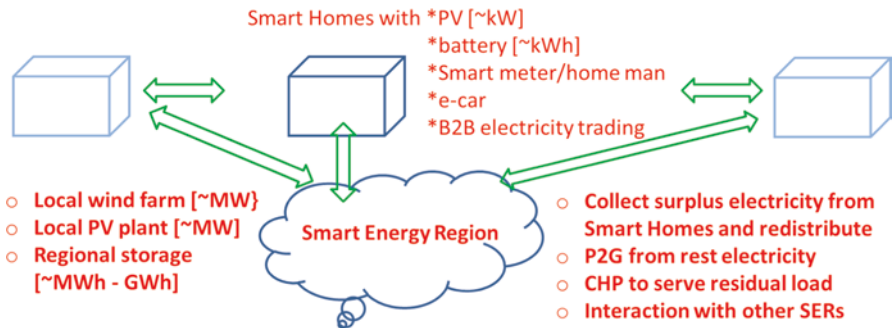 Smart Homes with *PV [~kW]
*battery [~kWh]
*Smart meter/home man
*e-car
*B2B electricity trading
o Local wind farm [~MW}
o Local PV plant [~MW]
o Regional storage
[~MWh - GWh]
Smart Energy Region
o Collect surplus electricity from
Smart Homes and redistribute
o P2G from rest electricity
o CHP to serve residual load
o Interaction with other SERs